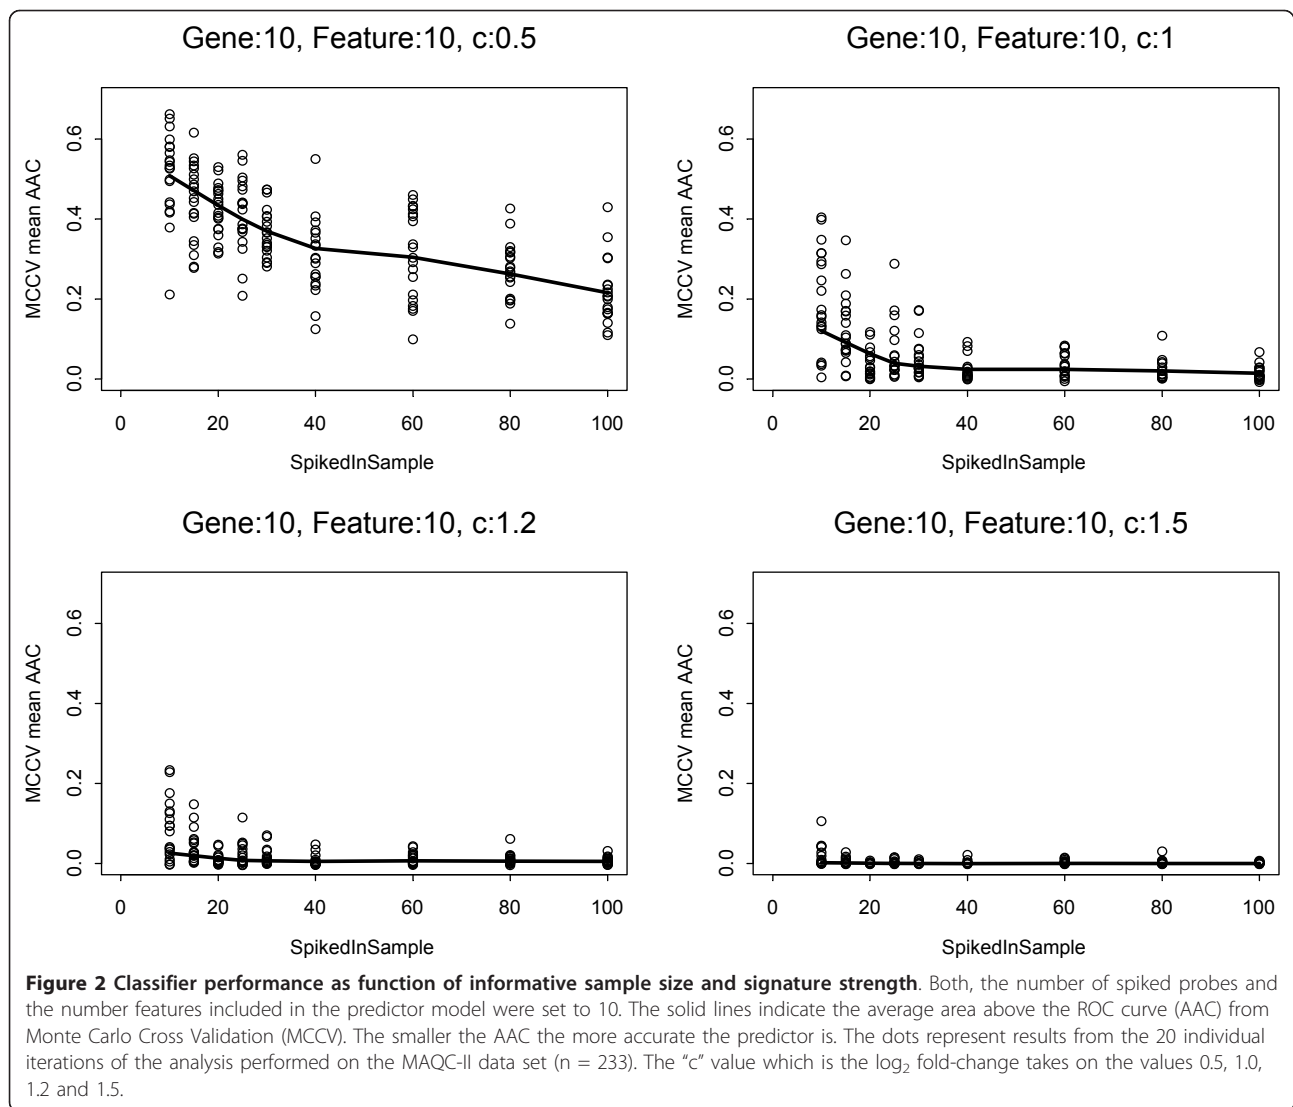 Gene:10, Feature:10, c:0.5
MCCV mean AAC
0.6
0.4
0.2
0.0
0 20 40 60 80 100
SpikedInSample
Gene:10, Feature:10, c:1
MCCV mean AAC
0.6
0.4
0.2
0.0
0 20 40 60 80 100
SpikedInSample
Gene:10, Feature:10, c:1.2
MCCV mean AAC
0.6
0.4
0.2
0.0
0 20 40 60 80 100
SpikedInSample
Gene:10, Feature:10, c:1.5
MCCV mean AAC
0.6
0.4
0.2
0.0
0 20 40 60 80 100
SpikedInSample
Figure 2 Classifier performance as function of informative sample size and signature strength. Both, the number of spiked probes and
the number features included in the predictor model were set to 10. The solid lines indicate the average area above the ROC curve (AAC) from
Monte Carlo Cross Validation (MCCV). The smaller the AAC the more accurate the predictor is. The dots represent results from the 20 individual
iterations of the analysis performed on the MAQC-II data set (n = 233). The “c” value which is the log₂ fold-change takes on the values 0.5, 1.0,
1.2 and 1.5.